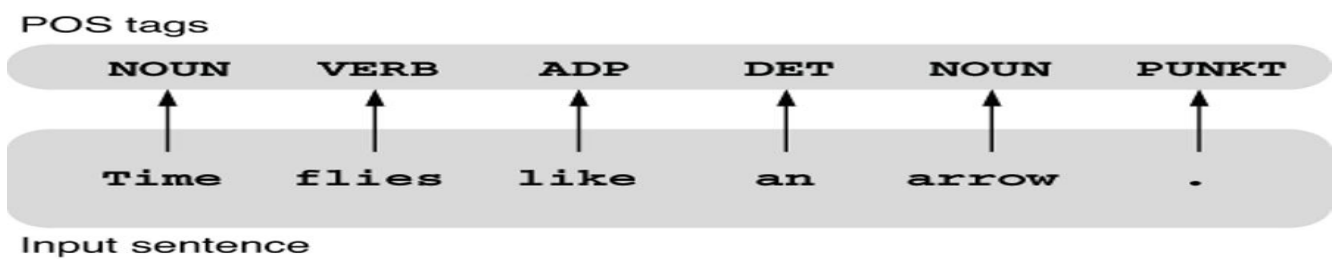 POS tags
NOUN VERB ADP DET NOUN PUNKT
Time flies like an arrow .
Input sentence